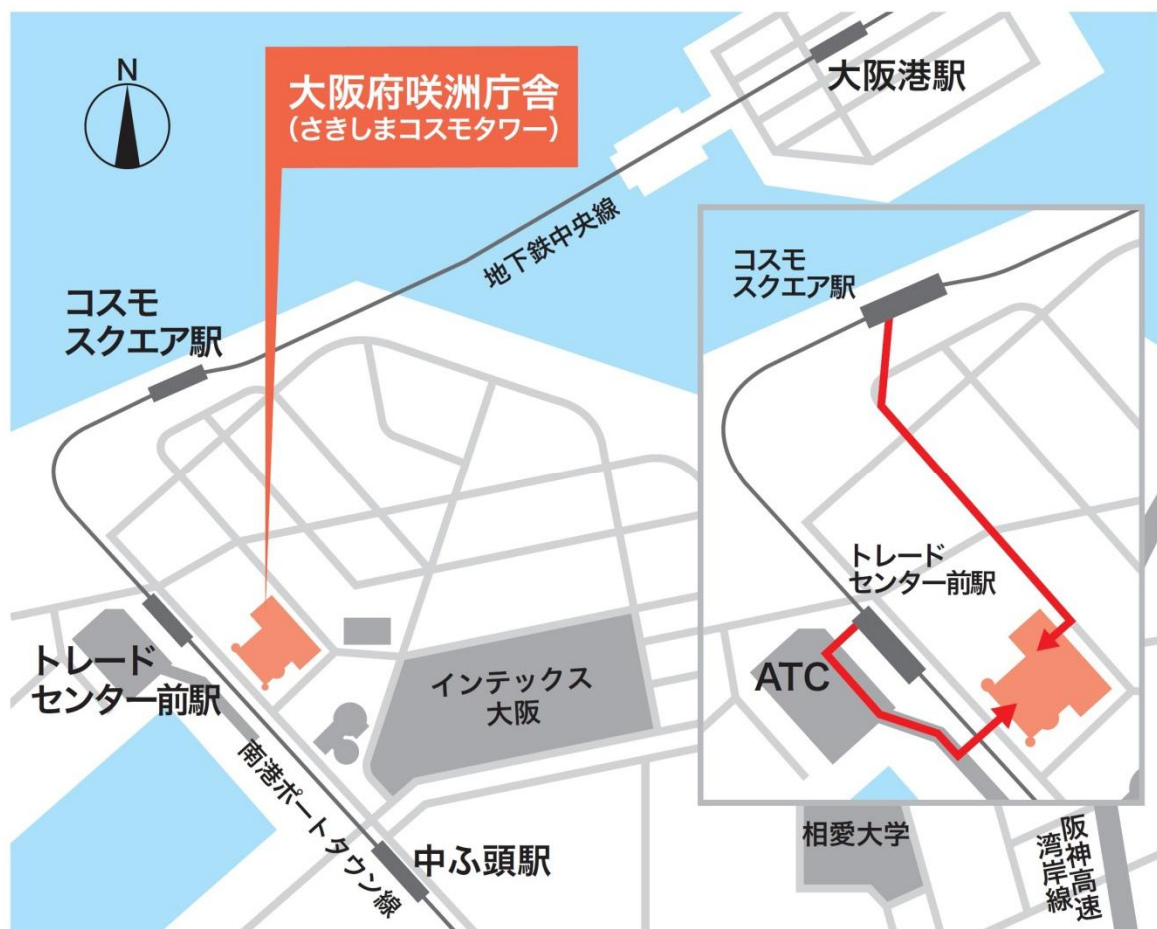 N
大阪府咲洲庁舎
(さきしまコスモタワー)
大阪港駅
地下鉄中央線
コスモ
スクエア駅
コスモ
スクエア駅
トレード
センター前駅
ATC
トレード
センター前駅
インテックス
大阪
南港ポートタウン線
中ふ頭駅
相愛大学
阪神高速
湾岸線